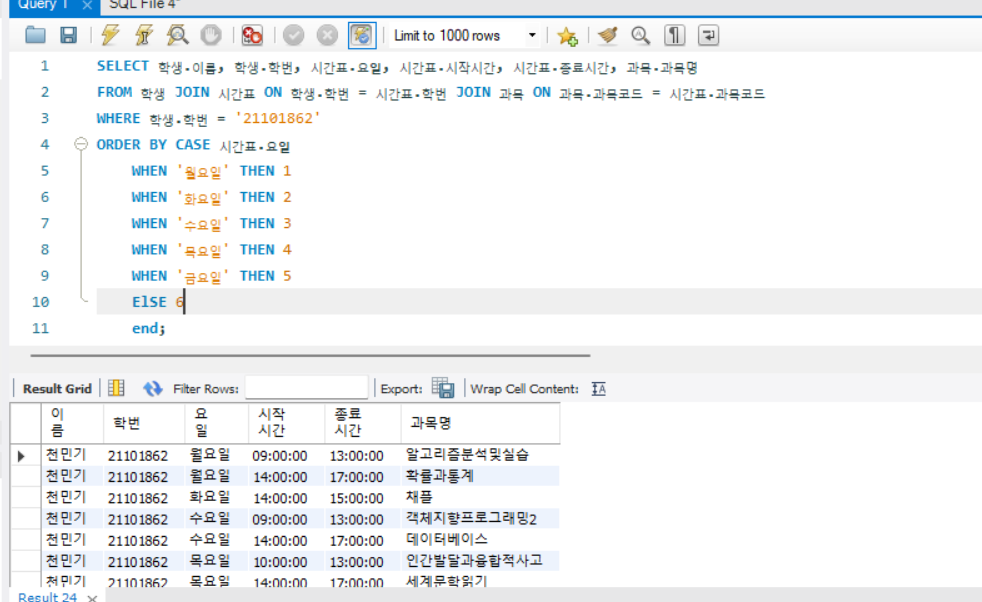 Query 1 × SQL File 4*
Limit to 1000 rows
1 SELECT 학생.이름, 학생.학번, 시간표.요일, 시간표.시작시간, 시간표.종료시간, 과목.과목명
2 FROM 학생 JOIN 시간표 ON 학생.학번 = 시간표.학번 JOIN 과목 ON 과목.과목코드 = 시간표.과목코드
3 WHERE 학생.학번 = '21101862'
4 ORDER BY CASE 시간표.요일
5 WHEN '월요일' THEN 1
6 WHEN '화요일' THEN 2
7 WHEN '수요일' THEN 3
8 WHEN '목요일' THEN 4
9 WHEN '금요일' THEN 5
10 ElSE 6
11 end;
Result Grid Filter Rows: Export: Wrap Cell Content: IA
이름 학번 요일 시작시간 종료시간 과목명
천민기 21101862 월요일 09:00:00 13:00:00 알고리즘분석및실습
천민기 21101862 월요일 14:00:00 17:00:00 확률과통계
천민기 21101862 화요일 14:00:00 15:00:00 채플
천민기 21101862 수요일 09:00:00 13:00:00 객체지향프로그래밍2
천민기 21101862 수요일 14:00:00 17:00:00 데이터베이스
천민기 21101862 목요일 10:00:00 13:00:00 인간발달과융합적사고
천민기 21101862 목요일 14:00:00 17:00:00 세계문학읽기
Result 24 ×